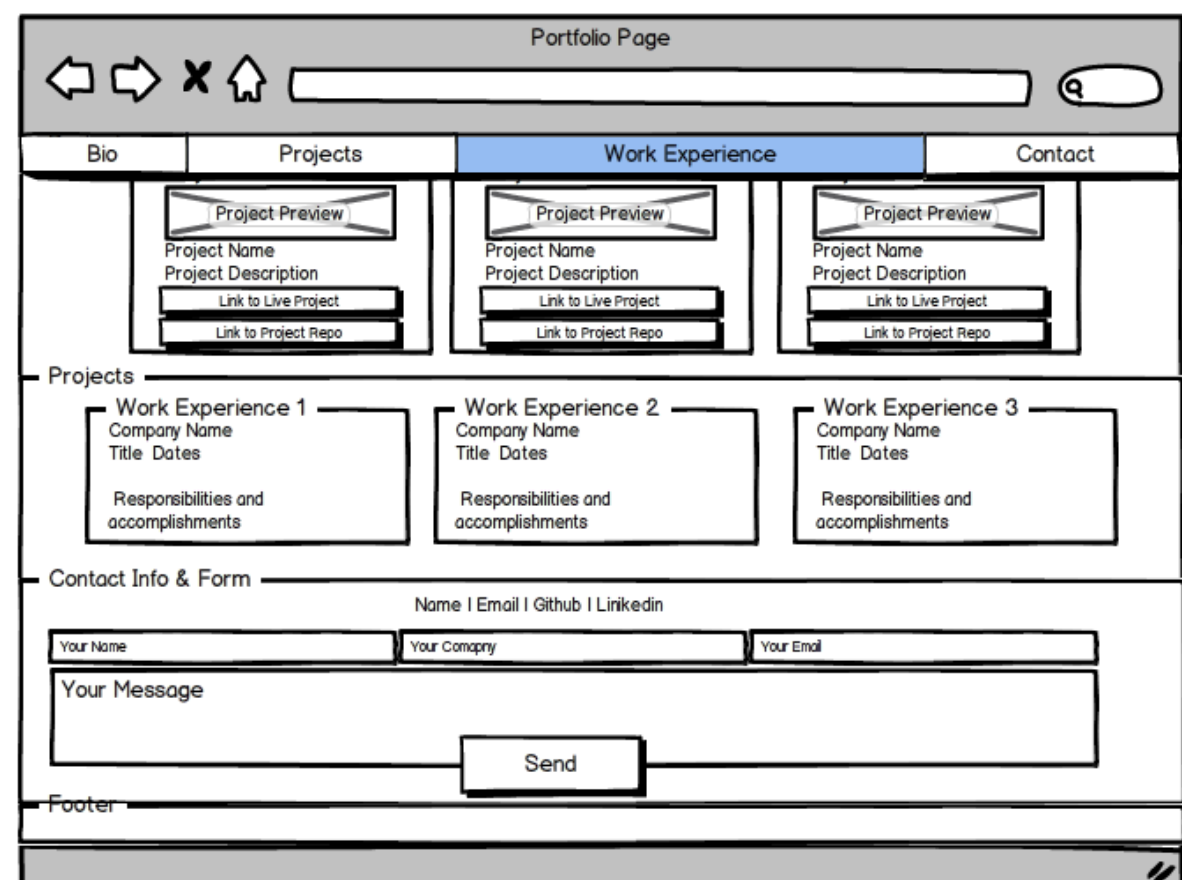 Portfolio Page
Bio Projects Work Experience Contact
Project Preview Project Preview Project Preview
Project Name Project Name Project Name
Project Description Project Description Project Description
Link to Live Project Link to Live Project Link to Live Project
Link to Project Repo Link to Project Repo Link to Project Repo
Projects
Work Experience 1 Work Experience 2 Work Experience 3
Company Name Company Name Company Name
Title Dates Title Dates Title Dates
Responsibilities and Responsibilities and Responsibilities and
accomplishments accomplishments accomplishments
Contact Info & Form
Name | Email | Github | Linikedin
Your Name Your Comapny Your Email
Your Message
Send
Footer